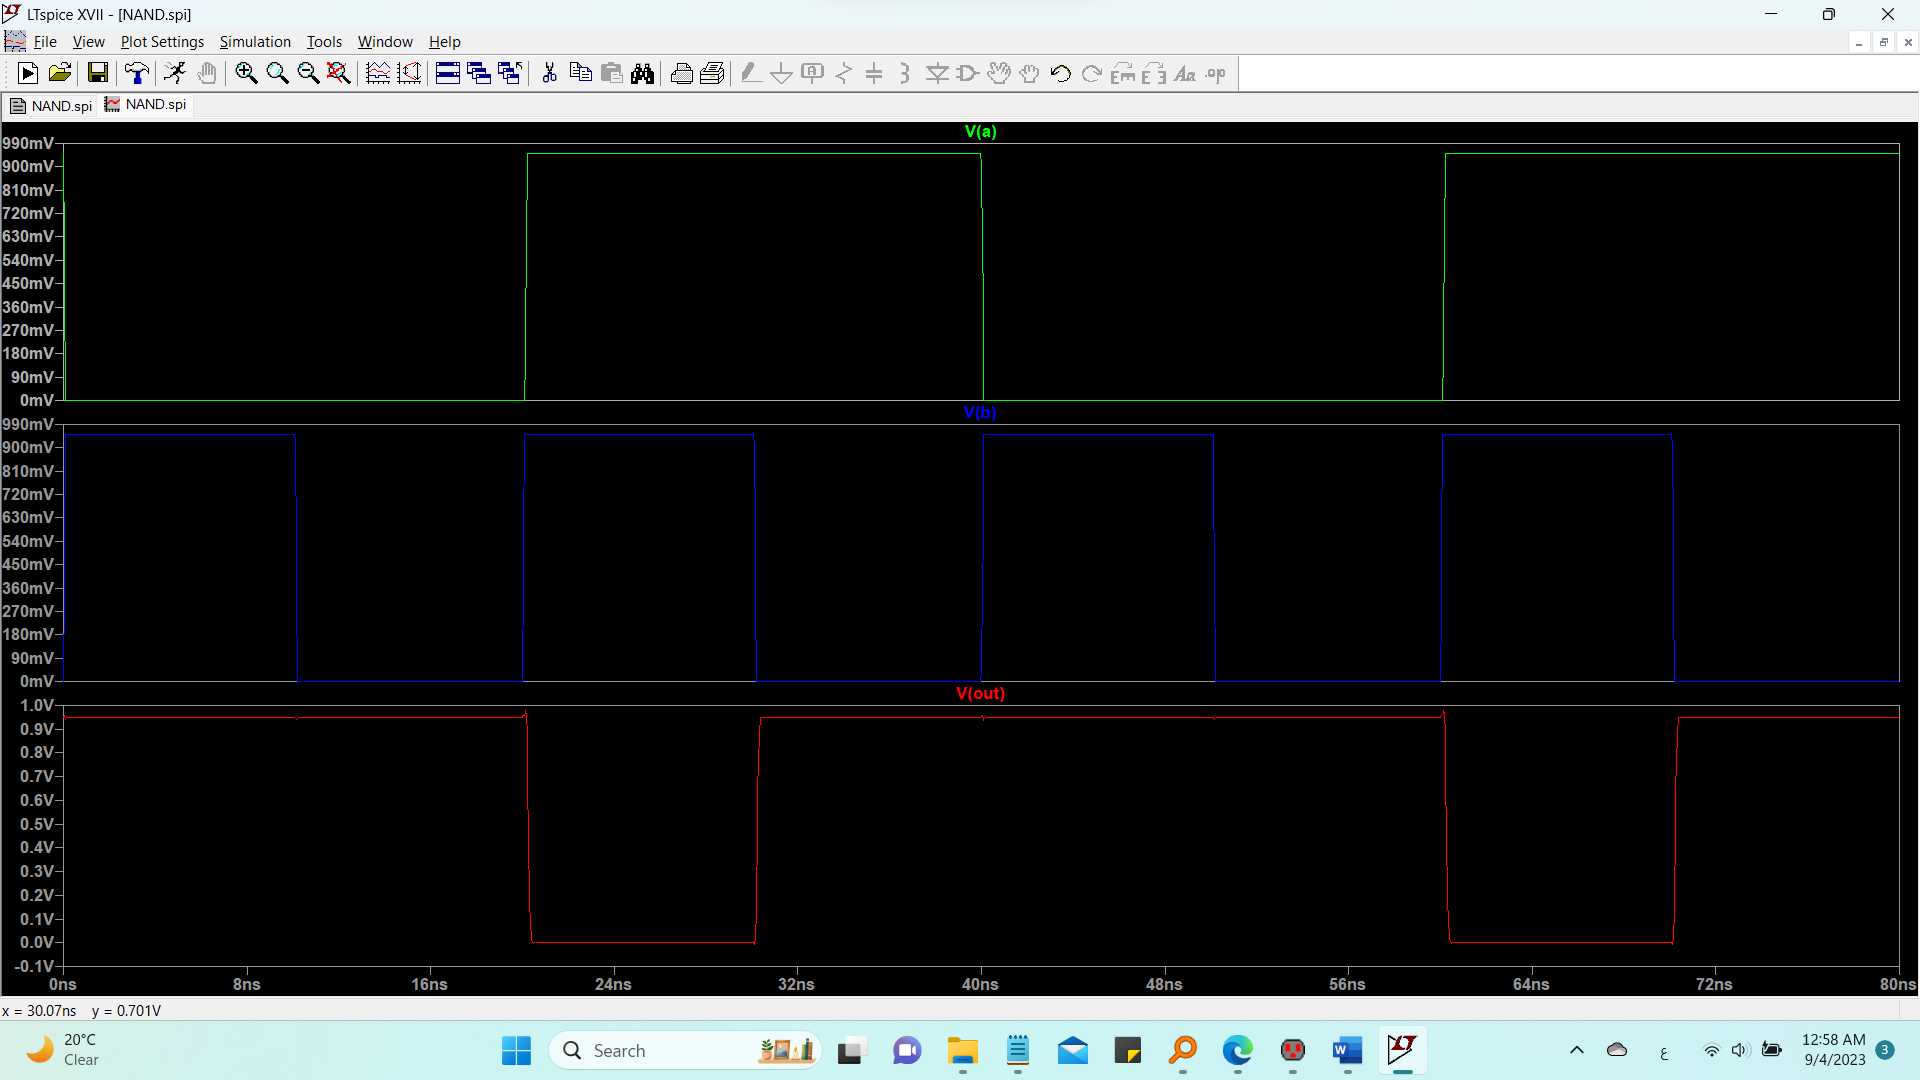 LTspice XVII - [NAND.spi]
File View Plot Settings Simulation Tools Window Help
NAND.spi NAND.spi
V(a)
990mV
900mV
810mV
720mV
630mV
540mV
450mV
360mV
270mV
180mV
90mV
0mV
V(b)
990mV
900mV
810mV
720mV
630mV
540mV
450mV
360mV
270mV
180mV
90mV
0mV
V(out)
1.0V
0.9V
0.8V
0.7V
0.6V
0.5V
0.4V
0.3V
0.2V
0.1V
0.0V
-0.1V
0ns 8ns 16ns 24ns 32ns 40ns 48ns 56ns 64ns 72ns 80ns
x = 30.07ns y = 0.701V
20°C
Clear
Search
ع
12:58 AM
9/4/2023
3